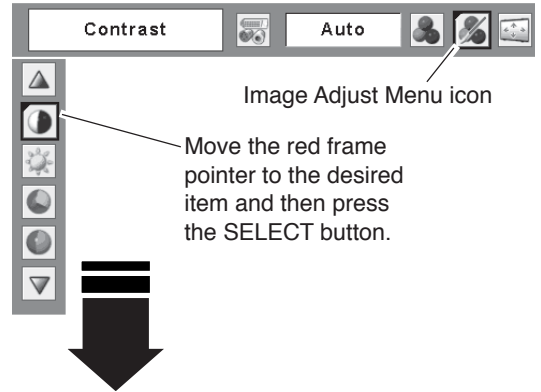 Contrast Auto
Image Adjust Menu icon
Move the red frame
pointer to the desired
item and then press
the SELECT button.